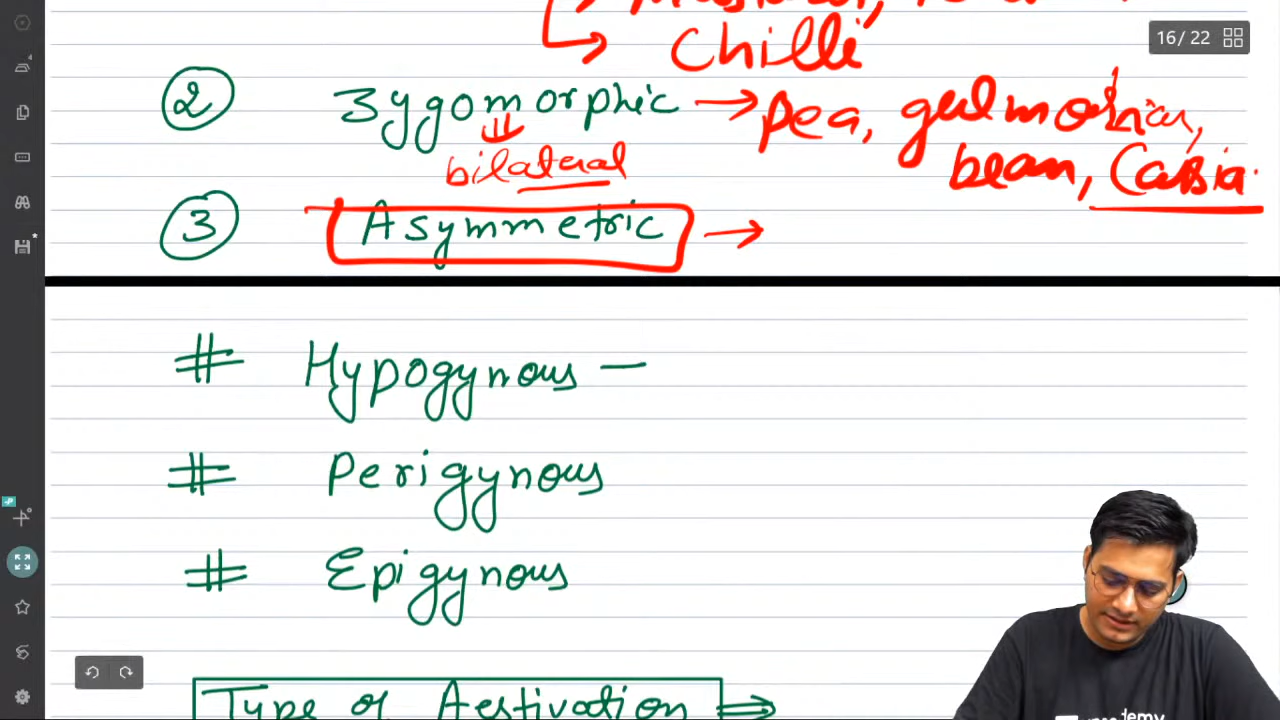 16 / 22
Chilli
② Zygomorphic → Pea, gulmohar,
bilateral
bean, Cassia.
③ Asymmetric →
# Hypogynous —
# Perigynous
# Epigynous
Type of Aestivation ⇒